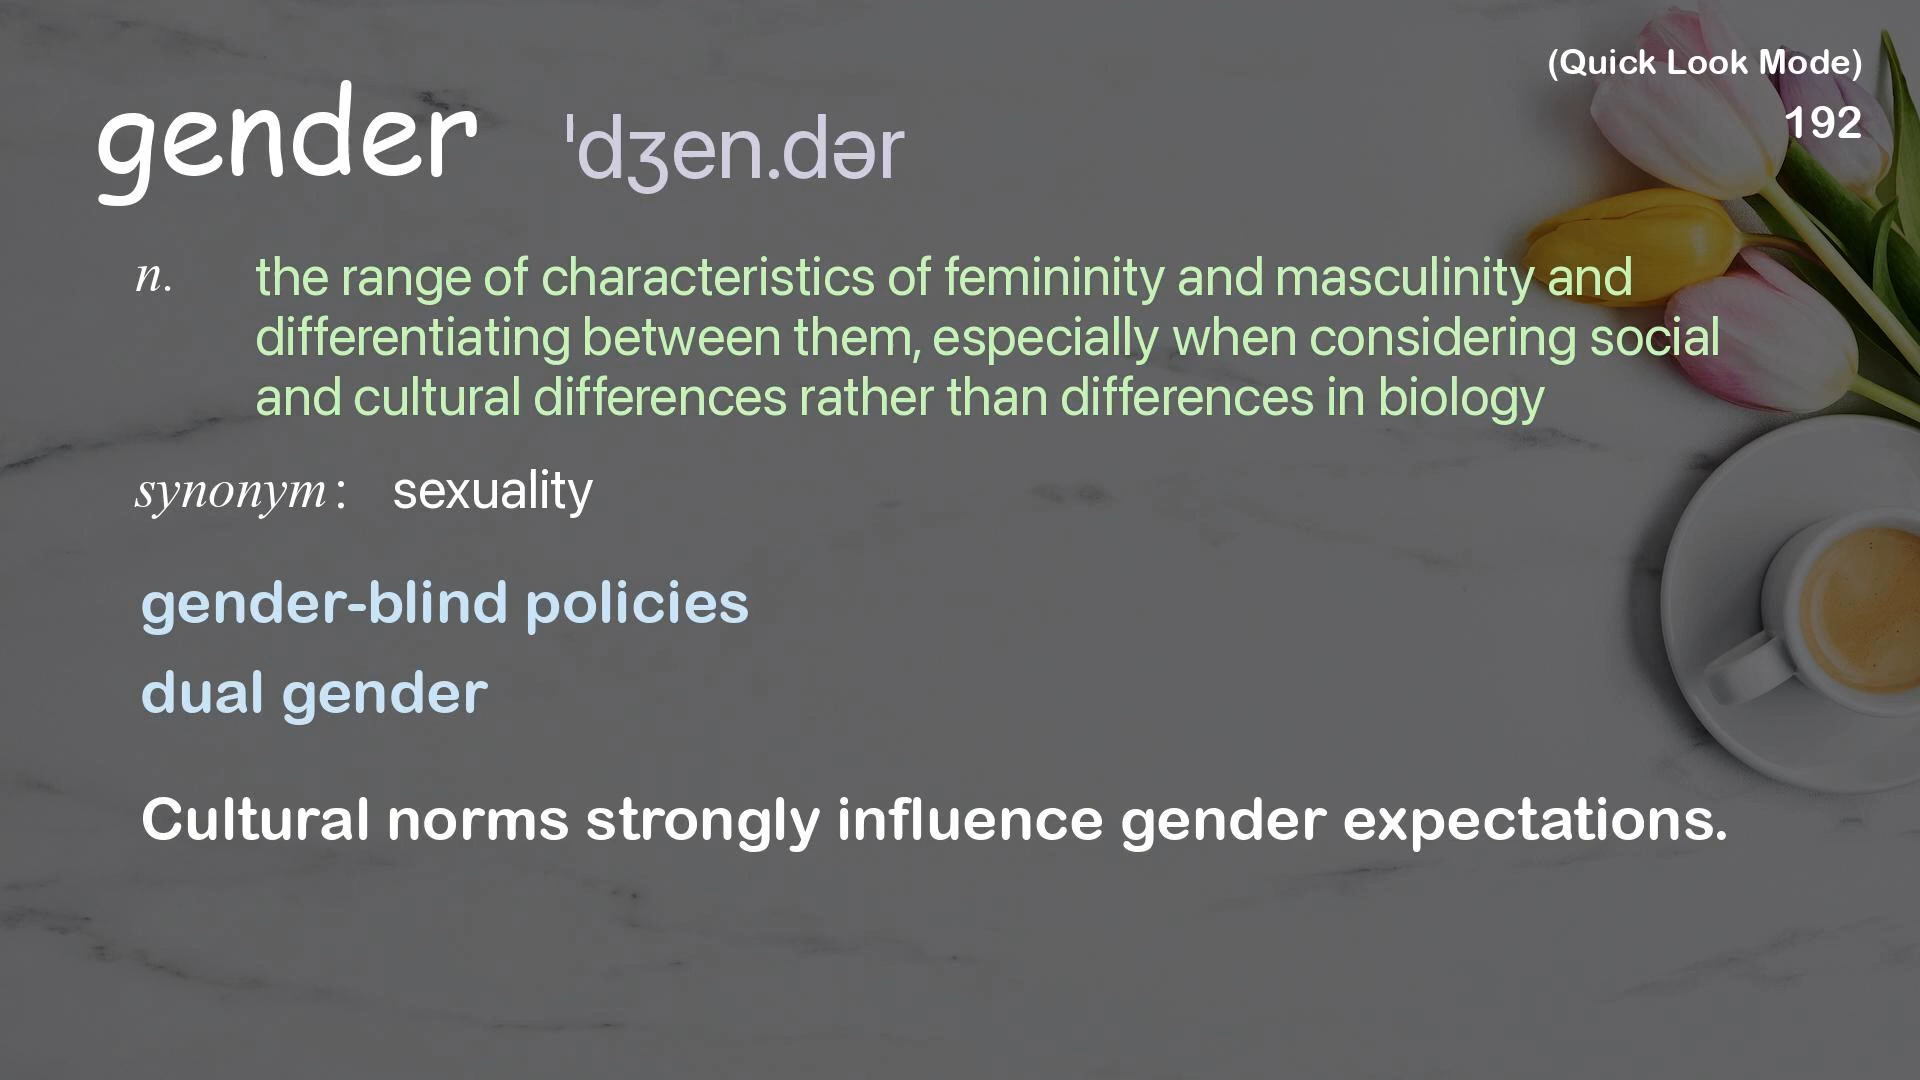 (Quick Look Mode)
192
gender ˈdʒen.dər
n. the range of characteristics of femininity and masculinity and
differentiating between them, especially when considering social
and cultural differences rather than differences in biology
synonym: sexuality
gender-blind policies
dual gender
Cultural norms strongly influence gender expectations.